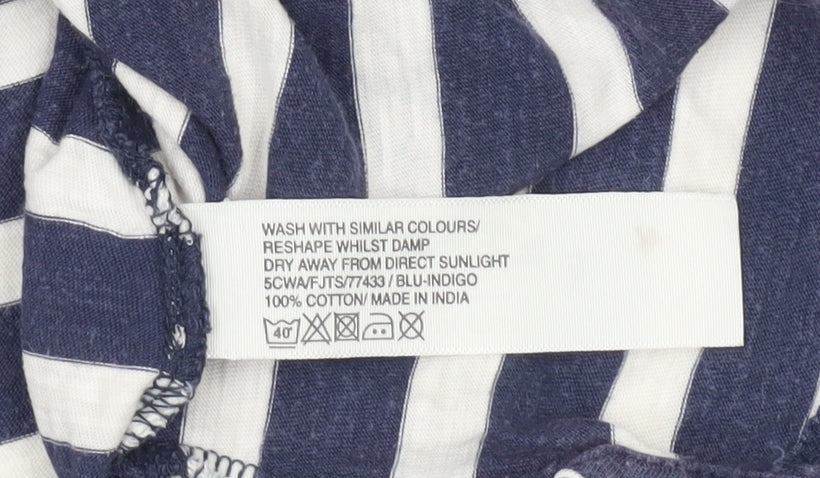 WASH WITH SIMILAR COLOURS/
RESHAPE WHILST DAMP
DRY AWAY FROM DIRECT SUNLIGHT
5CWA/FJTS/77433 / BLU-INDIGO
100% COTTON/ MADE IN INDIA
40°